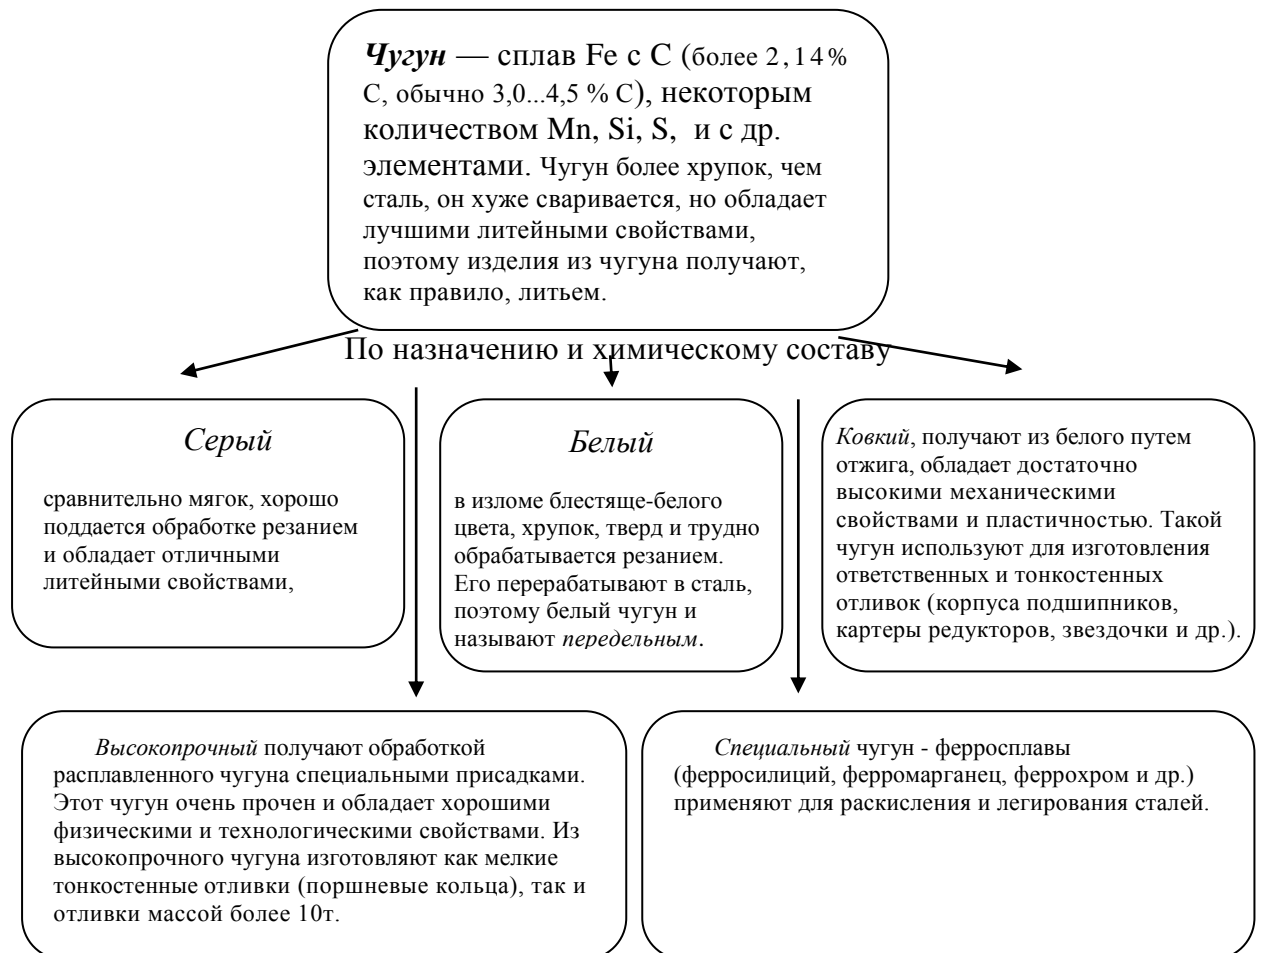 Чугун — сплав Fe с C (более 2,14%
С, обычно 3,0...4,5 % С), некоторым
количеством Mn, Si, S, и с др.
элементами. Чугун более хрупок, чем
сталь, он хуже сваривается, но обладает
лучшими литейными свойствами,
поэтому изделия из чугуна получают,
как правило, литьем.
По назначению и химическому составу
Серый
сравнительно мягок, хорошо
поддается обработке резанием
и обладает отличными
литейными свойствами,
Белый
в изломе блестяще-белого
цвета, хрупок, тверд и трудно
обрабатывается резанием.
Его перерабатывают в сталь,
поэтому белый чугун и
называют передельным.
Ковкий, получают из белого путем
отжига, обладает достаточно
высокими механическими
свойствами и пластичностью. Такой
чугун используют для изготовления
ответственных и тонкостенных
отливок (корпуса подшипников,
картеры редукторов, звездочки и др.).
Высокопрочный получают обработкой
расплавленного чугуна специальными присадками.
Этот чугун очень прочен и обладает хорошими
физическими и технологическими свойствами. Из
высокопрочного чугуна изготовляют как мелкие
тонкостенные отливки (поршневые кольца), так и
отливки массой более 10т.
Специальный чугун - ферросплавы
(ферросилиций, ферромарганец, феррохром и др.)
применяют для раскисления и легирования сталей.